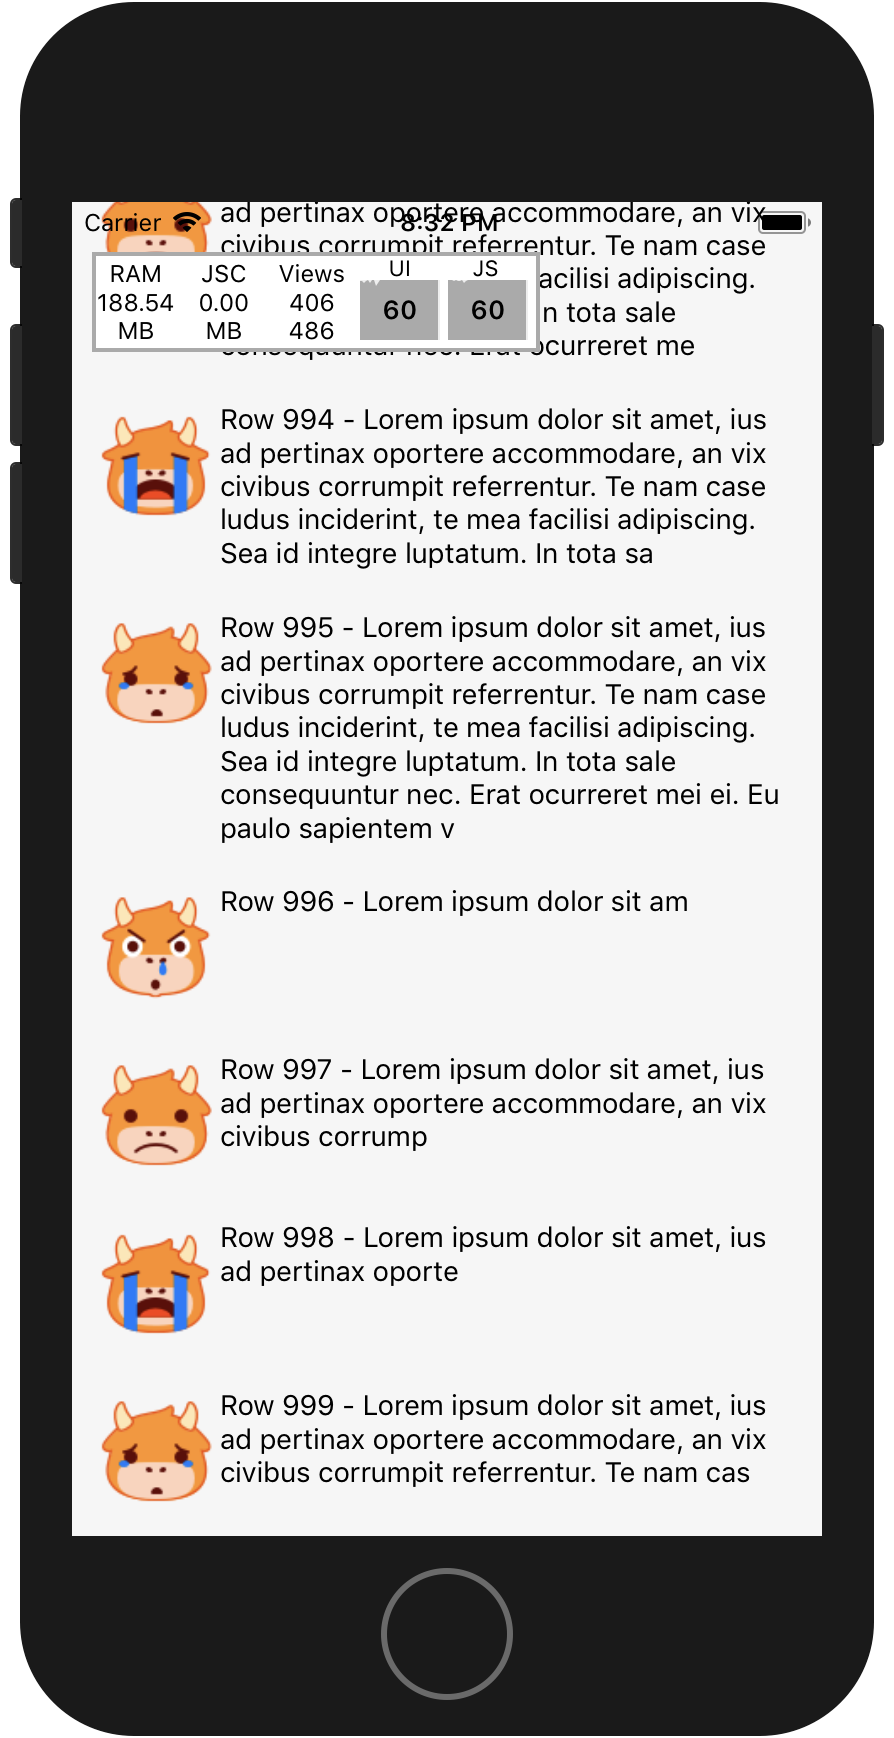 Carrier
8:32 PM
ad pertinax oportere accommodare, an vix
civibus corrumpit referrentur. Te nam case
acilisi adipiscing.
n tota sale
consequuntur nec. Erat ocurreret me
RAM
188.54
MB
JSC
0.00
MB
Views
406
486
UI
60
JS
60
Row 994 - Lorem ipsum dolor sit amet, ius
ad pertinax oportere accommodare, an vix
civibus corrumpit referrentur. Te nam case
ludus inciderint, te mea facilisi adipiscing.
Sea id integre luptatum. In tota sa
Row 995 - Lorem ipsum dolor sit amet, ius
ad pertinax oportere accommodare, an vix
civibus corrumpit referrentur. Te nam case
ludus inciderint, te mea facilisi adipiscing.
Sea id integre luptatum. In tota sale
consequuntur nec. Erat ocurreret mei ei. Eu
paulo sapientem v
Row 996 - Lorem ipsum dolor sit am
Row 997 - Lorem ipsum dolor sit amet, ius
ad pertinax oportere accommodare, an vix
civibus corrump
Row 998 - Lorem ipsum dolor sit amet, ius
ad pertinax oporte
Row 999 - Lorem ipsum dolor sit amet, ius
ad pertinax oportere accommodare, an vix
civibus corrumpit referrentur. Te nam cas